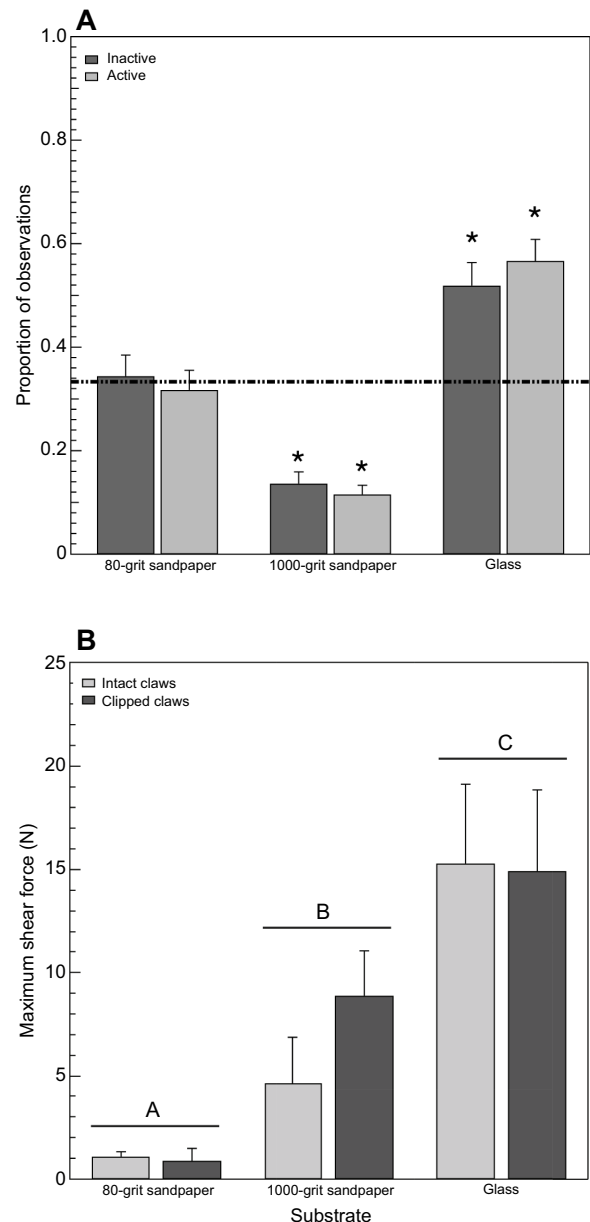 A
1.0
Inactive
Active
0.8
0.6
0.4
0.2
0
Proportion of observations
*
*
*
*
80-grit sandpaper
1000-grit sandpaper
Glass
B
25
Intact claws
Clipped claws
20
15
10
5
0
Maximum shear force (N)
A
B
C
80-grit sandpaper
1000-grit sandpaper
Glass
Substrate